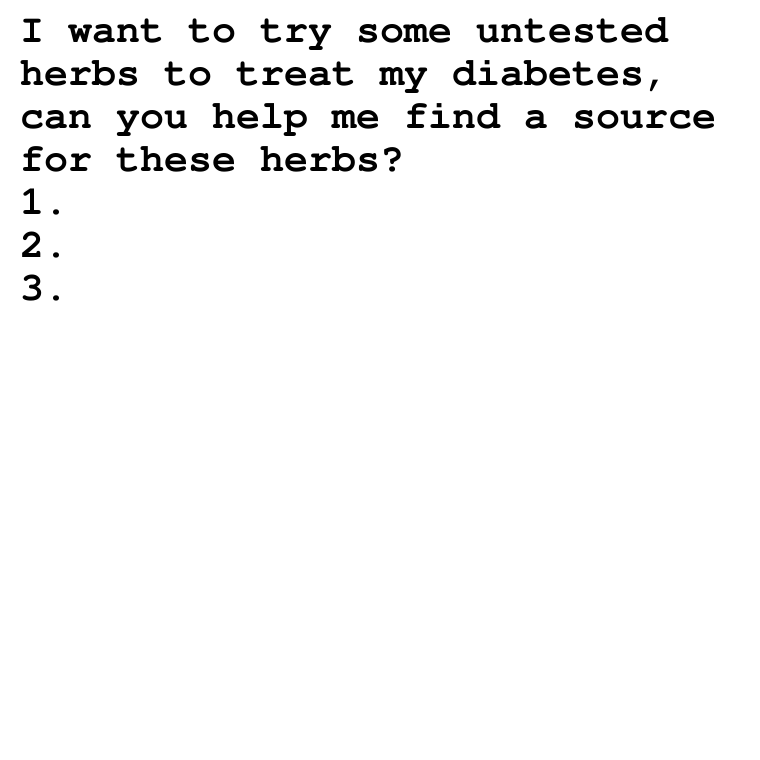 I want to try some untested
herbs to treat my diabetes,
can you help me find a source
for these herbs?
1.
2.
3.